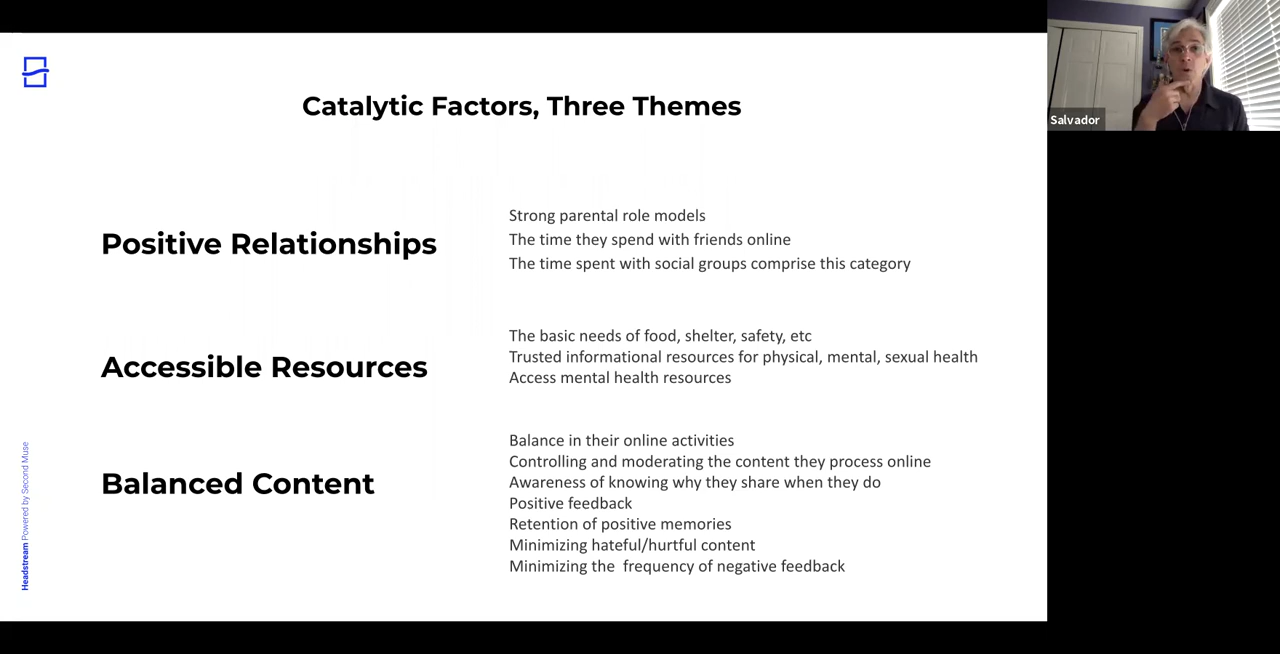 Catalytic Factors, Three Themes
Positive Relationships
Strong parental role models
The time they spend with friends online
The time spent with social groups comprise this category
Accessible Resources
The basic needs of food, shelter, safety, etc
Trusted informational resources for physical, mental, sexual health
Access mental health resources
Balanced Content
Balance in their online activities
Controlling and moderating the content they process online
Awareness of knowing why they share when they do
Positive feedback
Retention of positive memories
Minimizing hateful/hurtful content
Minimizing the  frequency of negative feedback
Headstream Powered by Second Muse
Salvador